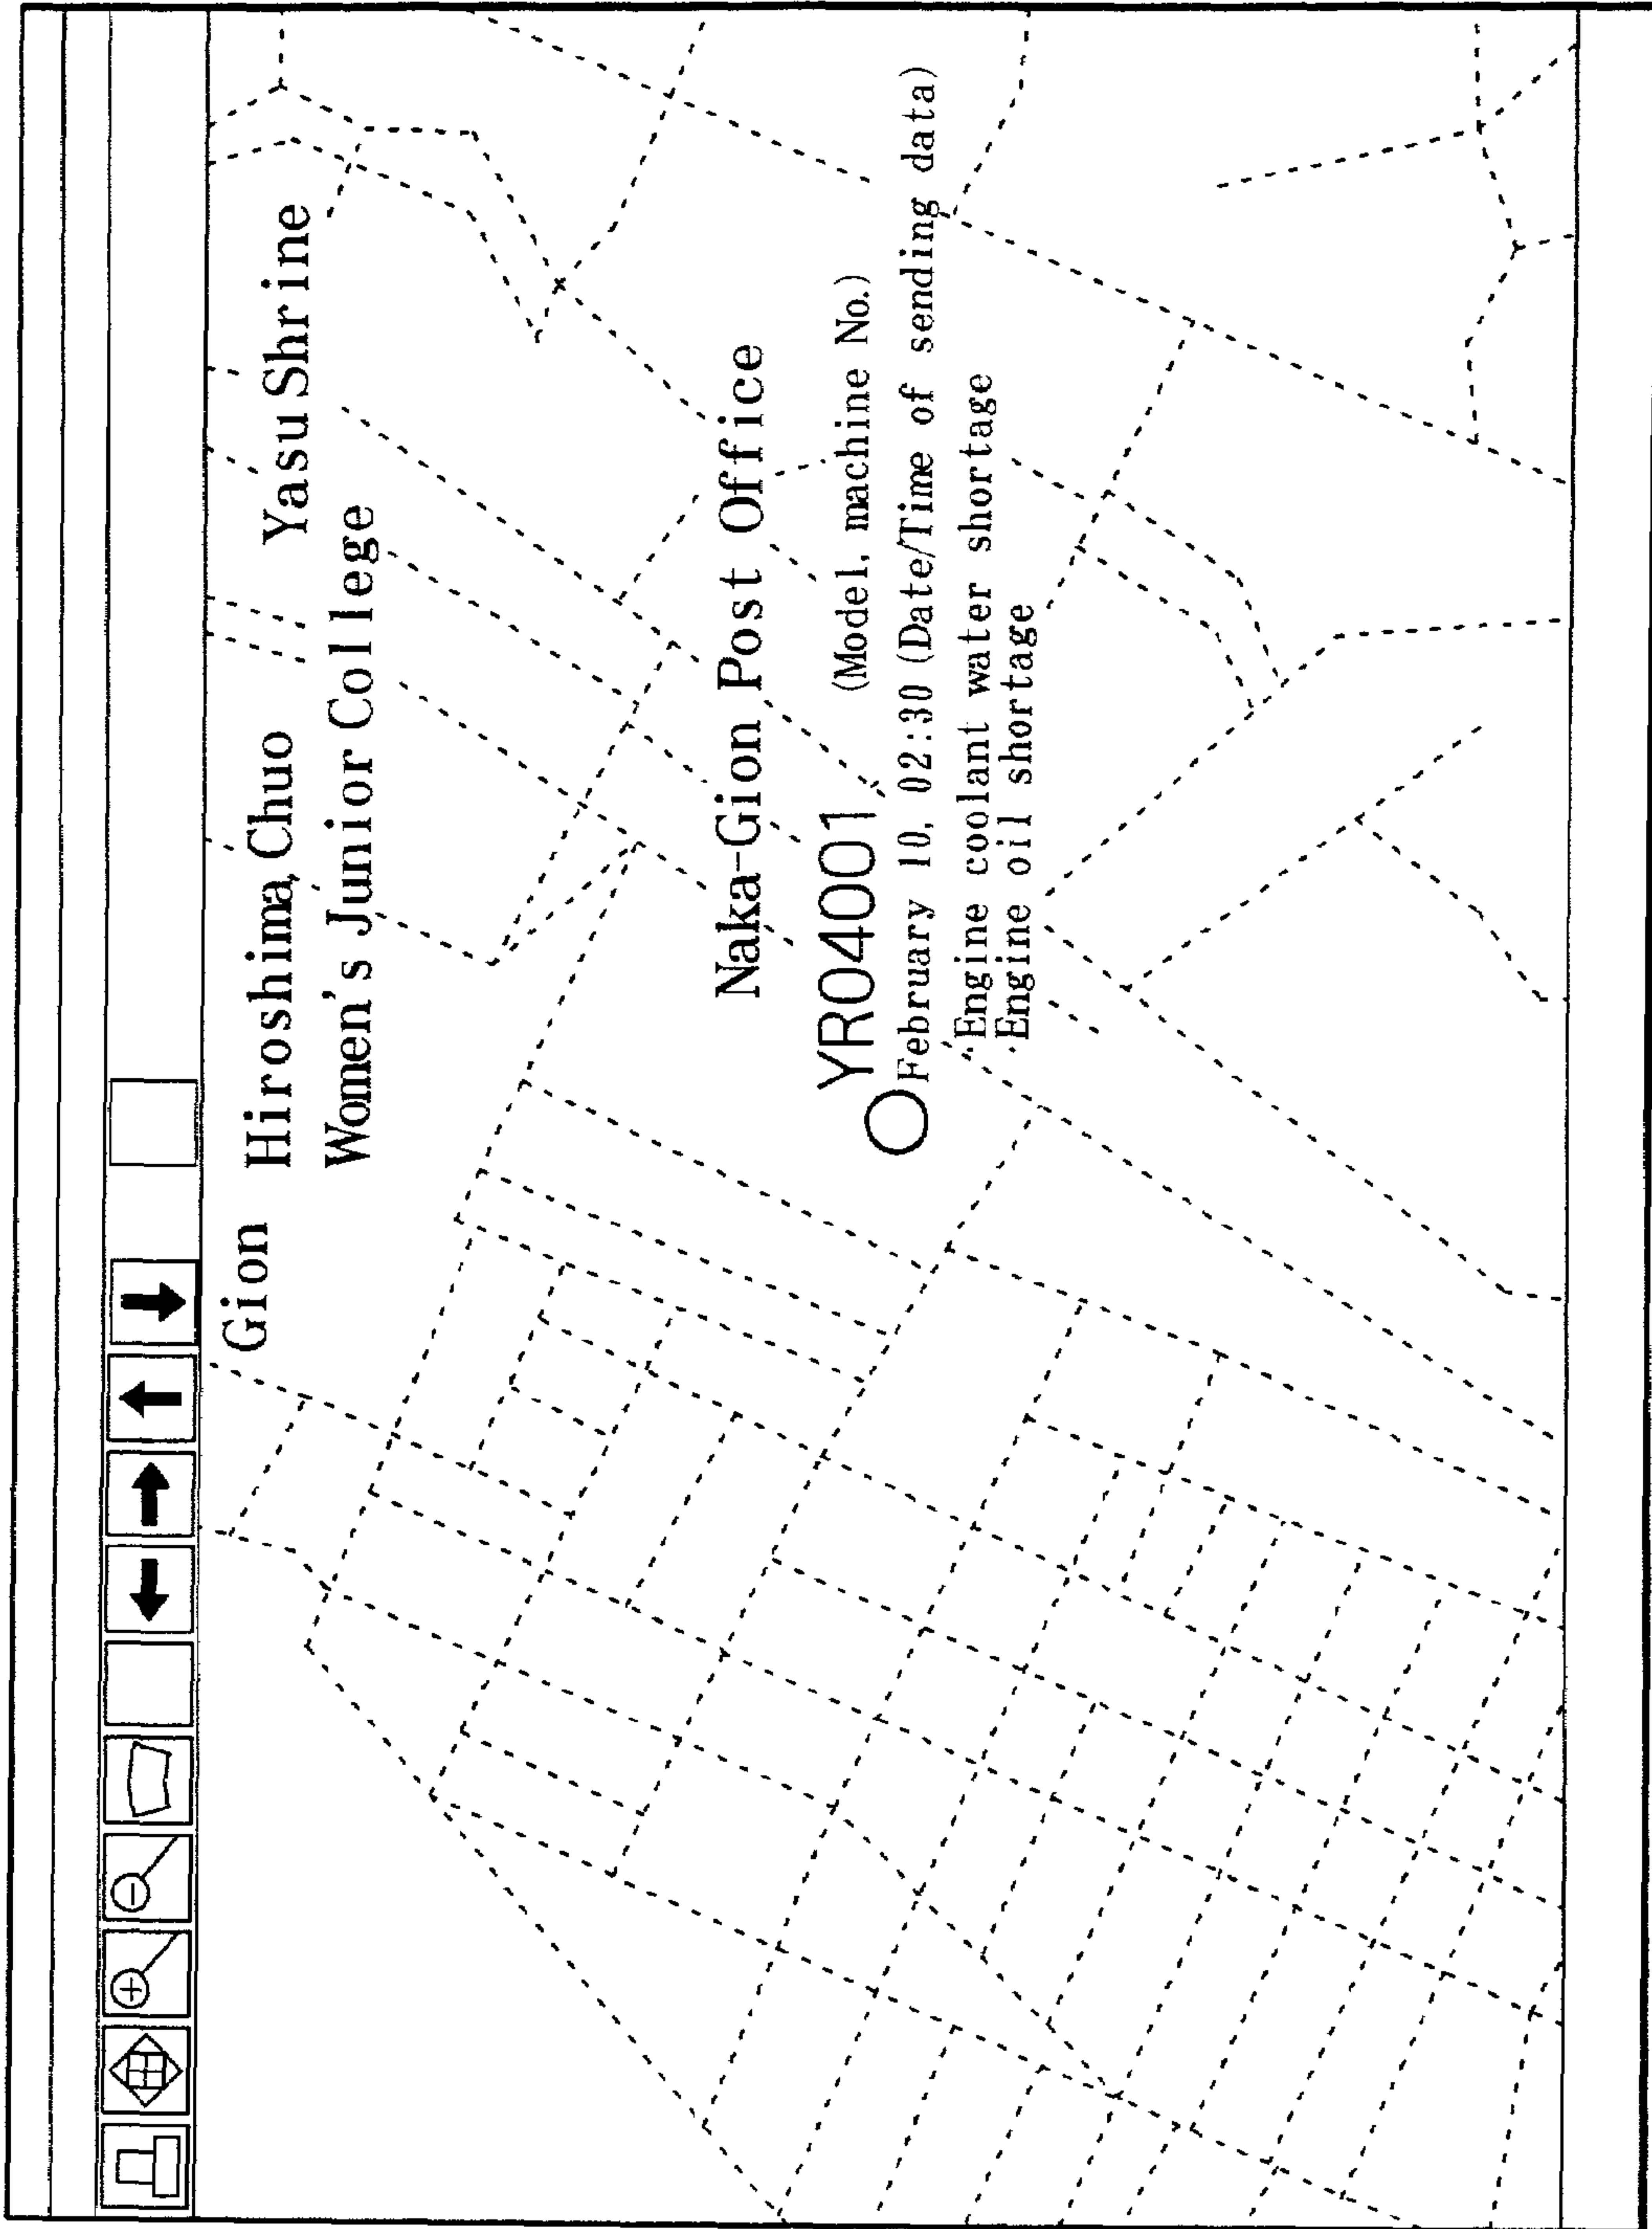 Gion
Hiroshima Chuo
Women's Junior College
Yasu Shrine
Naka-Gion Post Office
YR04001 (Model, machine No.)
February 10, 02:30 (Date/Time of sending data)
·Engine coolant water shortage
·Engine oil shortage